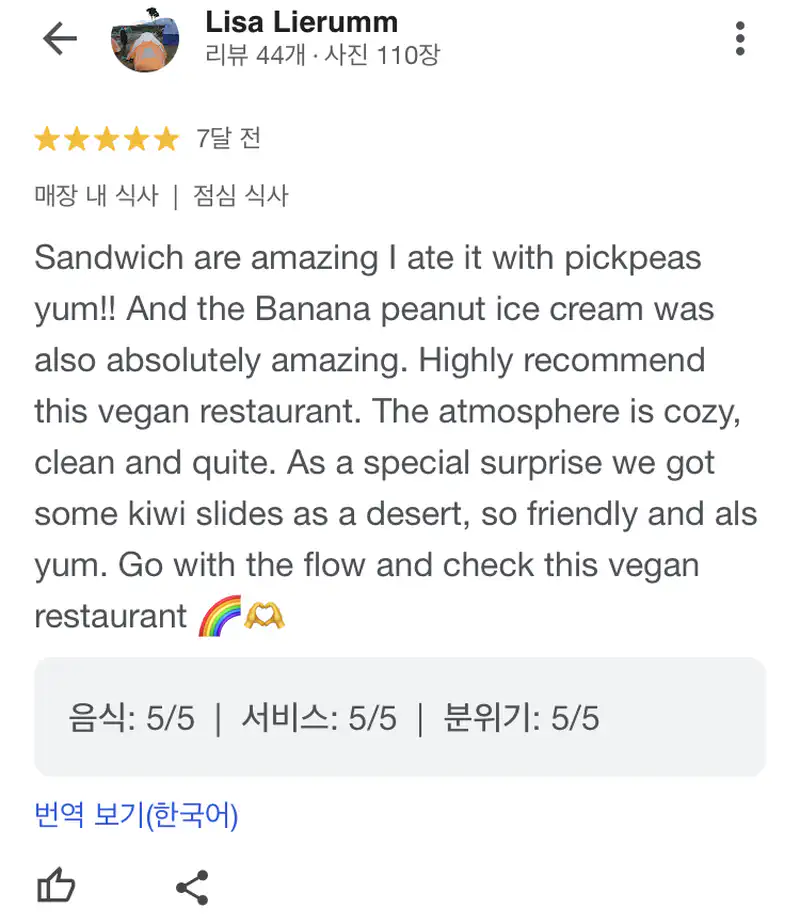 Lisa Lierumm
리뷰 44개 · 사진 110장
7달 전
매장 내 식사 | 점심 식사
Sandwich are amazing I ate it with pickpeas
yum!! And the Banana peanut ice cream was
also absolutely amazing. Highly recommend
this vegan restaurant. The atmosphere is cozy,
clean and quite. As a special surprise we got
some kiwi slides as a desert, so friendly and als
yum. Go with the flow and check this vegan
restaurant 🌈🫶
음식: 5/5 | 서비스: 5/5 | 분위기: 5/5
번역 보기(한국어)